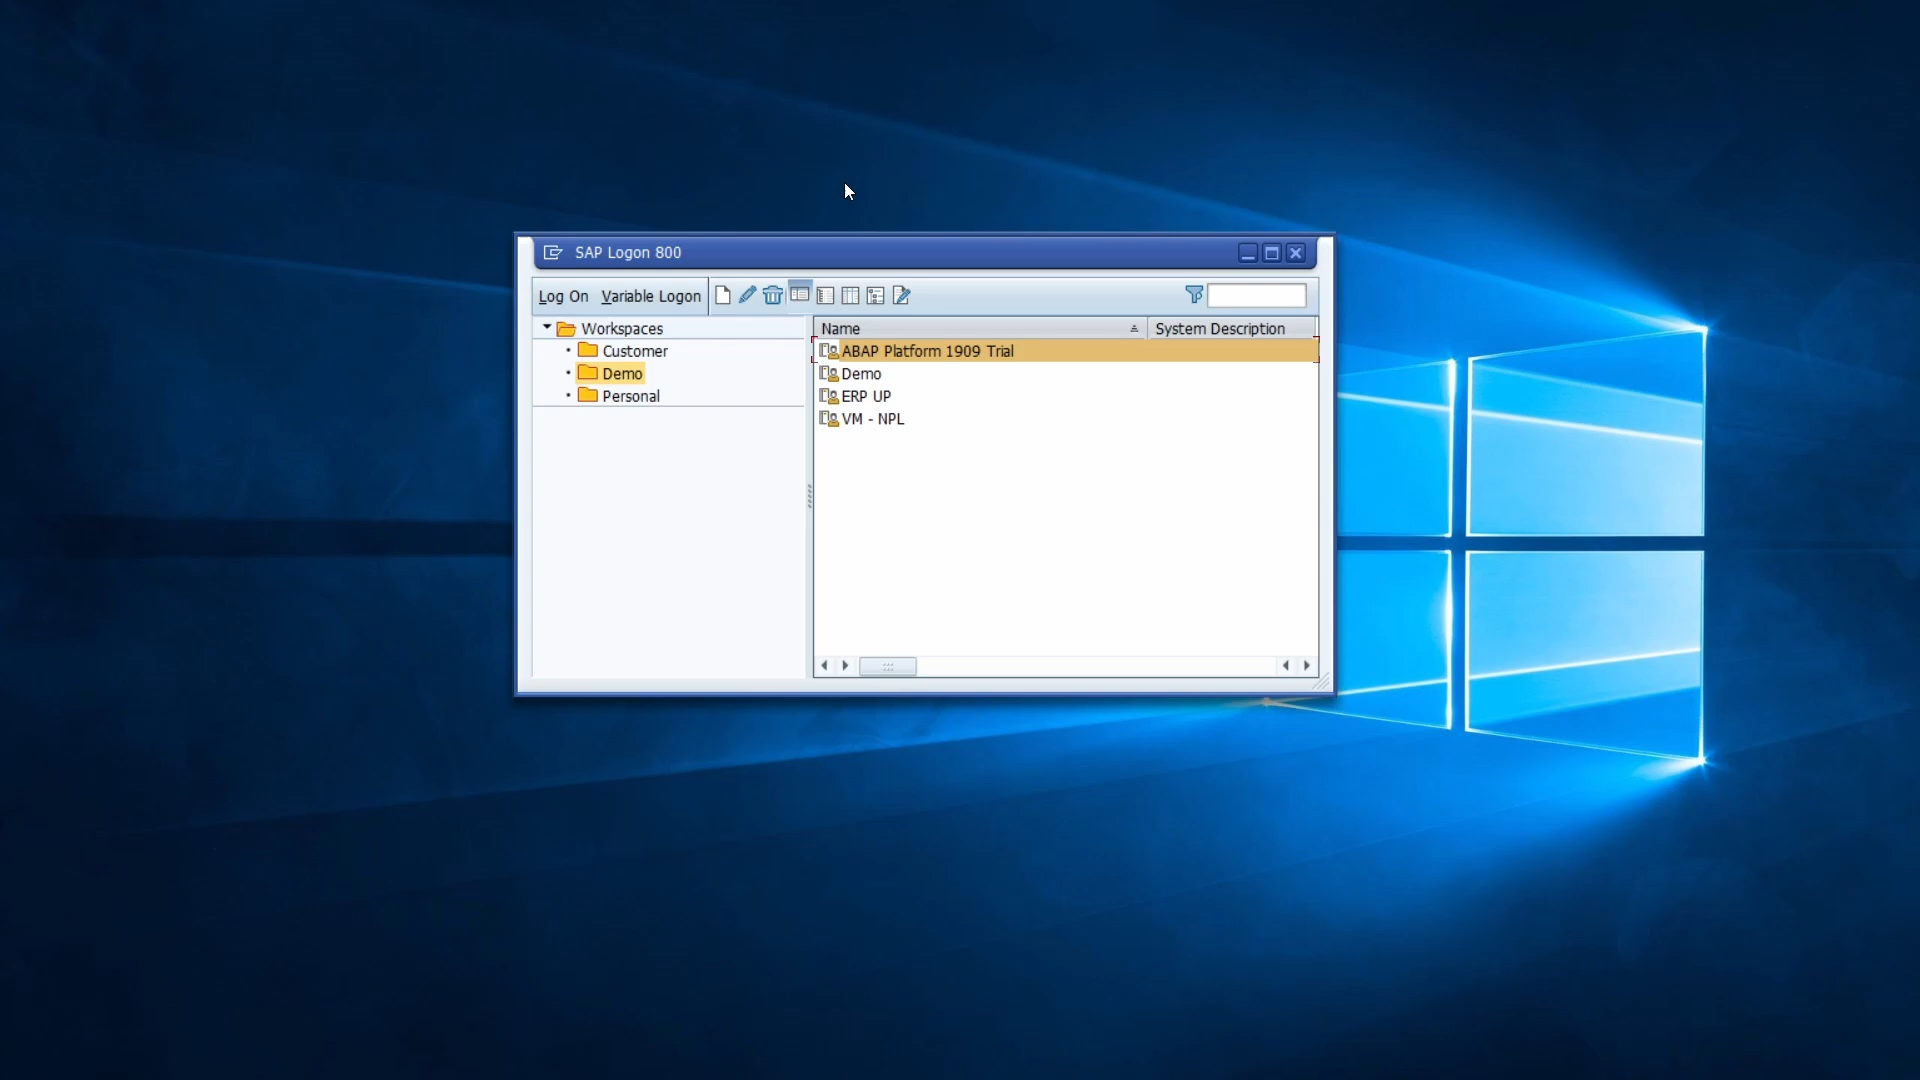 SAP Logon 800
Log On Variable Logon
Workspaces
Customer
Demo
Personal
Name System Description
ABAP Platform 1909 Trial
Demo
ERP UP
VM - NPL